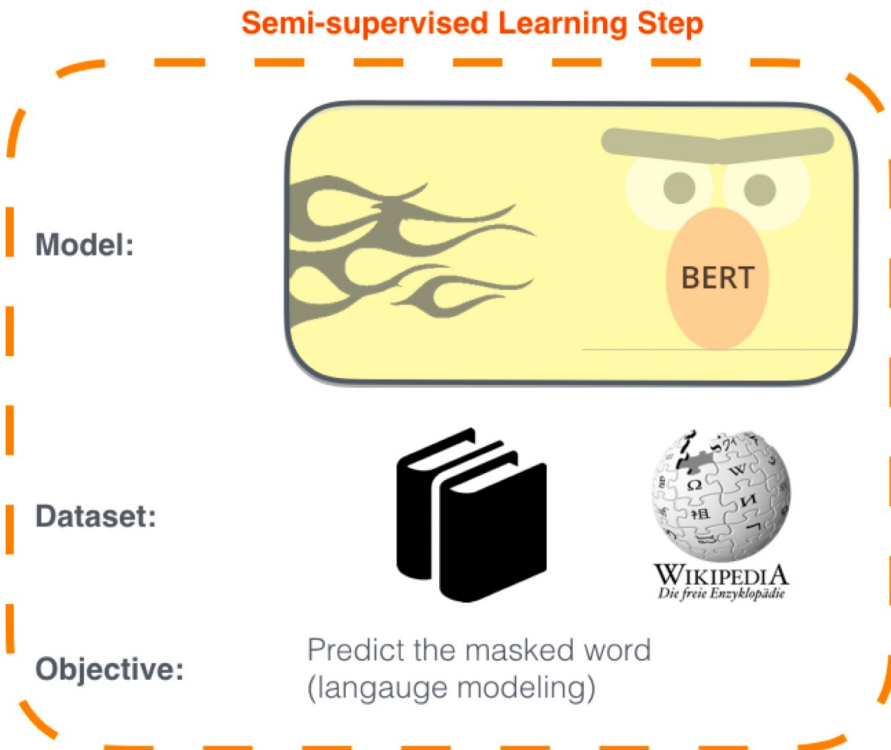 Semi-supervised Learning Step
Model:
BERT
Dataset:
WIKIPEDIA
Die freie Enzyklopädie
Objective:
Predict the masked word
(langauge modeling)